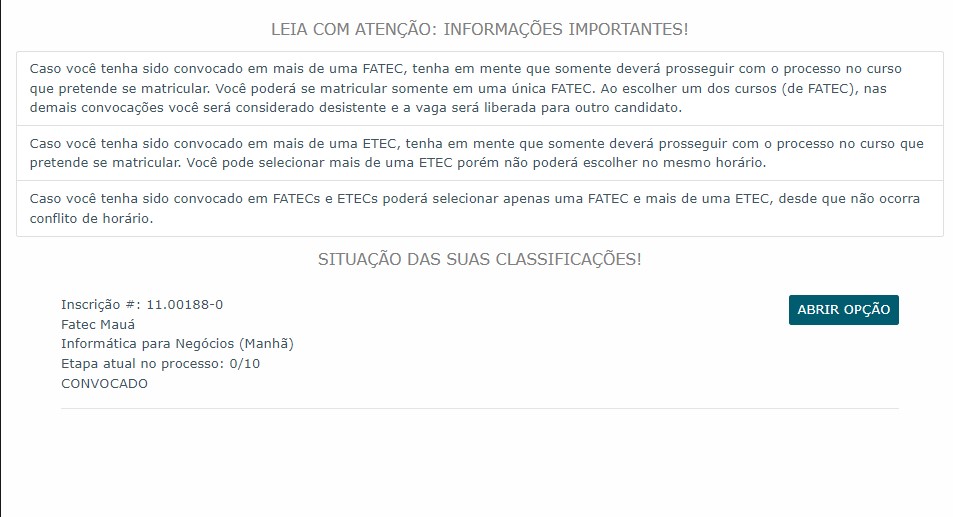 LEIA COM ATENÇÃO: INFORMAÇÕES IMPORTANTES!
Caso você tenha sido convocado em mais de uma FATEC, tenha em mente que somente deverá prosseguir com o processo no curso
que pretende se matricular. Você poderá se matricular somente em uma única FATEC. Ao escolher um dos cursos (de FATEC), nas
demais convocações você será considerado desistente e a vaga será liberada para outro candidato.
Caso você tenha sido convocado em mais de uma ETEC, tenha em mente que somente deverá prosseguir com o processo no curso que
pretende se matricular. Você pode selecionar mais de uma ETEC porém não poderá escolher no mesmo horário.
Caso você tenha sido convocado em FATECs e ETECs poderá selecionar apenas uma FATEC e mais de uma ETEC, desde que não ocorra
conflito de horário.
SITUAÇÃO DAS SUAS CLASSIFICAÇÕES!
Inscrição #: 11.00188-0
ABRIR OPÇÃO
Fatec Mauá
Informática para Negócios (Manhã)
Etapa atual no processo: 0/10
CONVOCADO